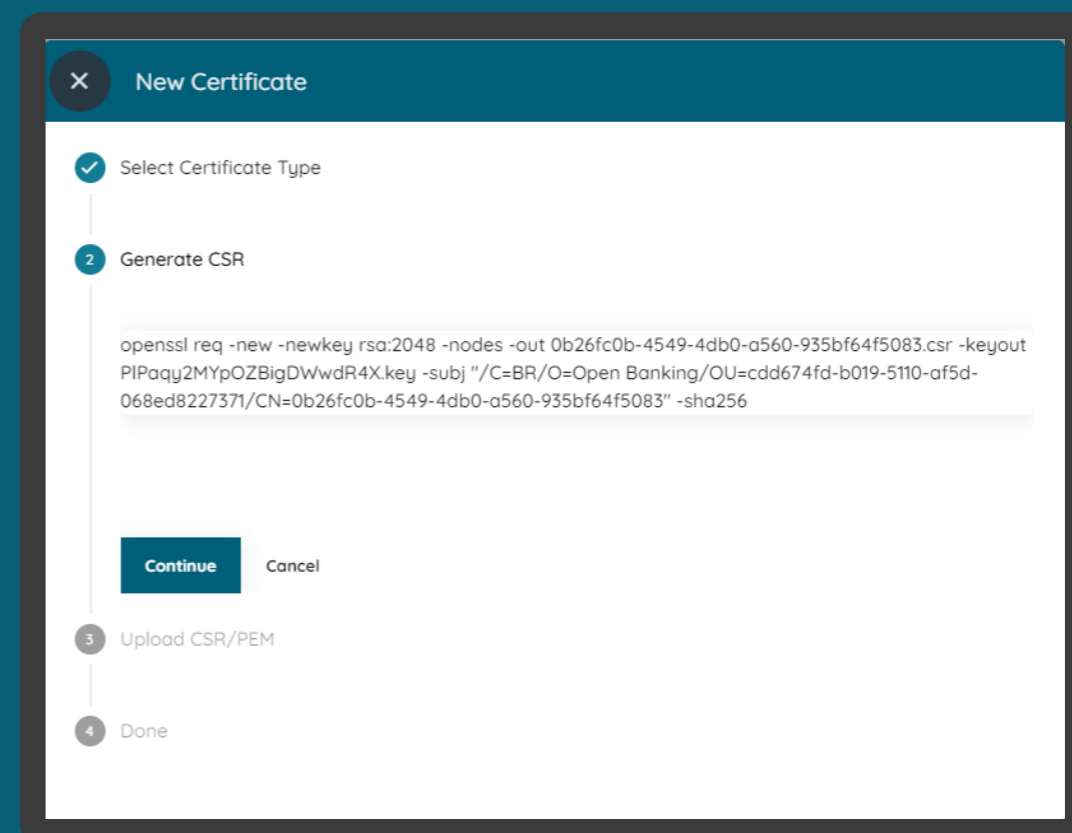 New Certificate
Select Certificate Type
2 Generate CSR
openssl req -new -newkey rsa:2048 -nodes -out 0b26fc0b-4549-4db0-a560-935bf64f5083.csr -keyout
PIPaqy2MYpOZBigDWwdR4X.key -subj "/C=BR/O=Open Banking/OU=cdd674fd-b019-5110-af5d-
068ed8227371/CN=0b26fc0b-4549-4db0-a560-935bf64f5083" -sha256
Continue Cancel
3 Upload CSR/PEM
4 Done